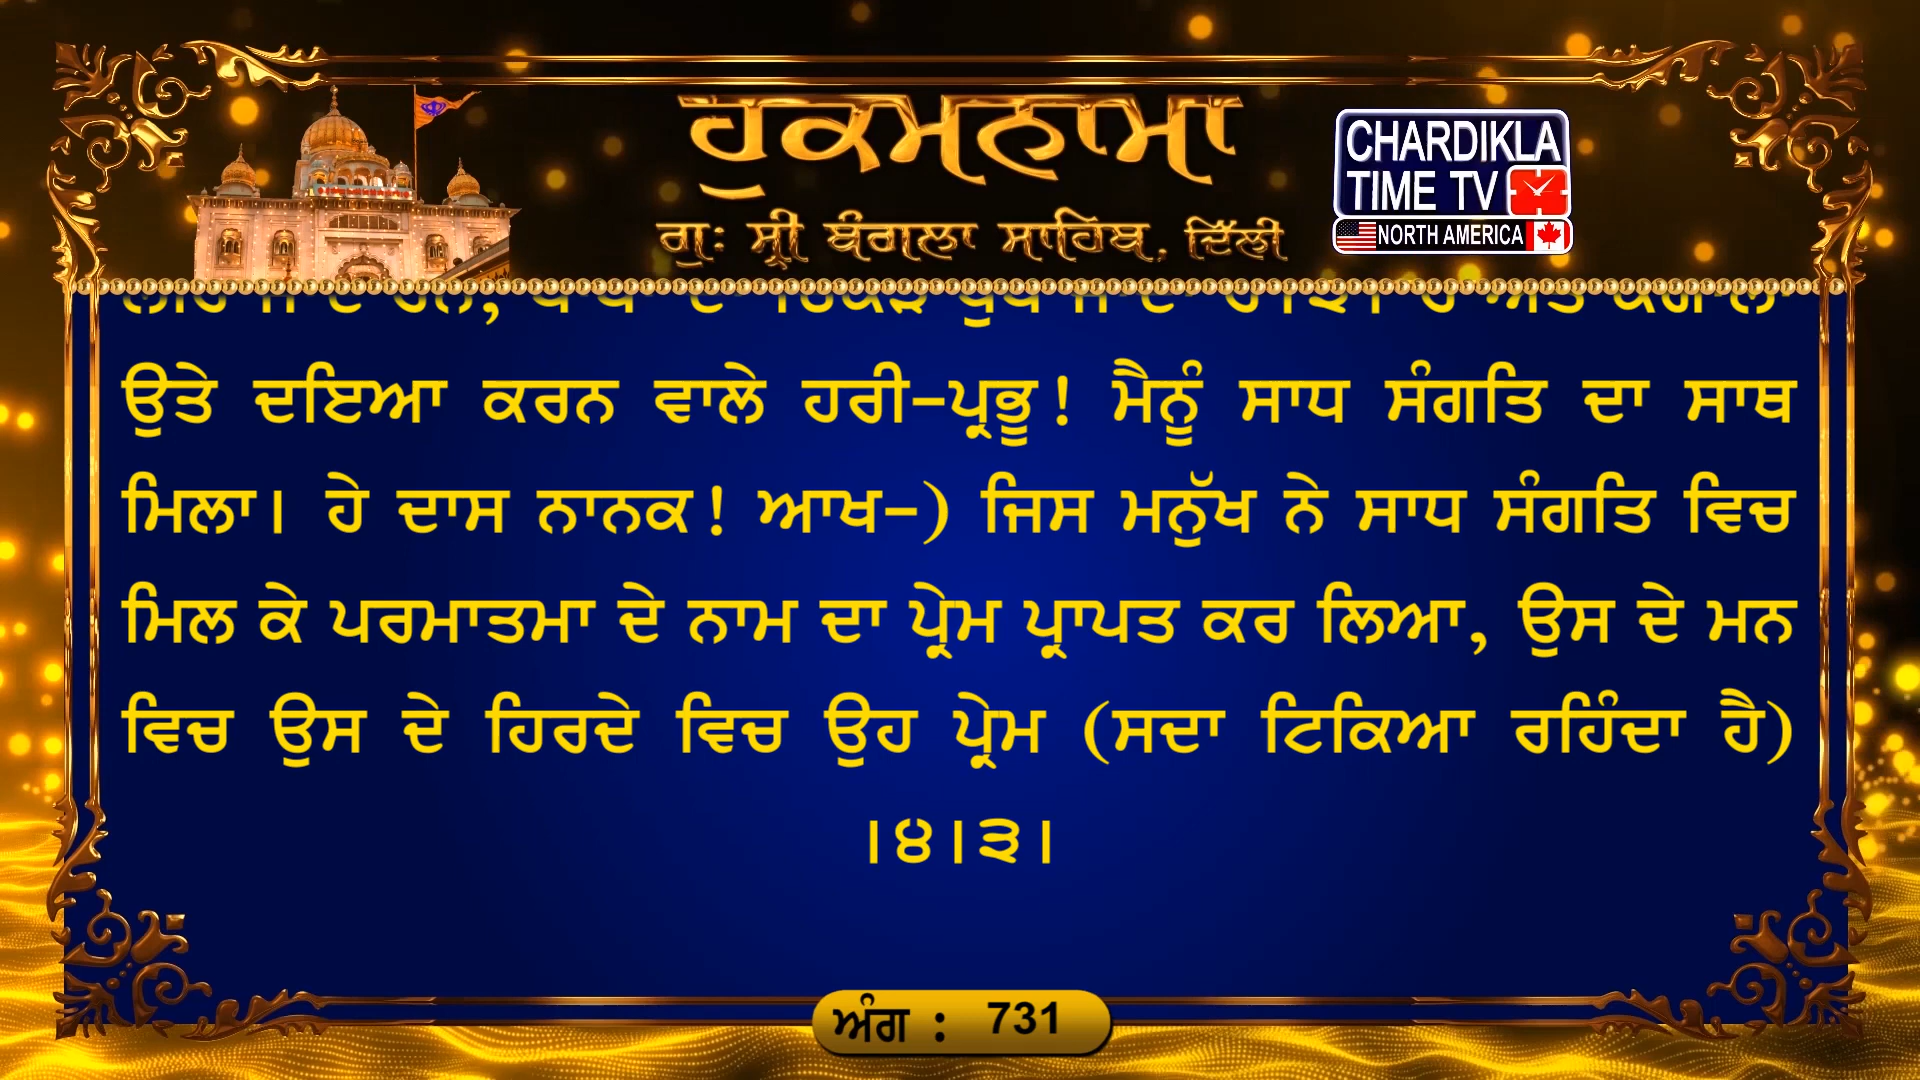 ਹੁਕਮਨਾਮਾ
ਗੁਃ ਸ੍ਰੀ ਬੰਗਲਾ ਸਾਹਿਬ, ਦਿੱਲੀ
CHARDIKLA
TIME TV
NORTH AMERICA
ਉਤੇ ਦਇਆ ਕਰਨ ਵਾਲੇ ਹਰੀ-ਪ੍ਰਭੂ! ਮੈਨੂੰ ਸਾਧ ਸੰਗਤਿ ਦਾ ਸਾਥ
ਮਿਲਾ। ਹੇ ਦਾਸ ਨਾਨਕ! ਆਖ-) ਜਿਸ ਮਨੁੱਖ ਨੇ ਸਾਧ ਸੰਗਤਿ ਵਿਚ
ਮਿਲ ਕੇ ਪਰਮਾਤਮਾ ਦੇ ਨਾਮ ਦਾ ਪ੍ਰੇਮ ਪ੍ਰਾਪਤ ਕਰ ਲਿਆ, ਉਸ ਦੇ ਮਨ
ਵਿਚ ਉਸ ਦੇ ਹਿਰਦੇ ਵਿਚ ਉਹ ਪ੍ਰੇਮ (ਸਦਾ ਟਿਕਿਆ ਰਹਿੰਦਾ ਹੈ)
।੪।੩।
ਅੰਗ : 731